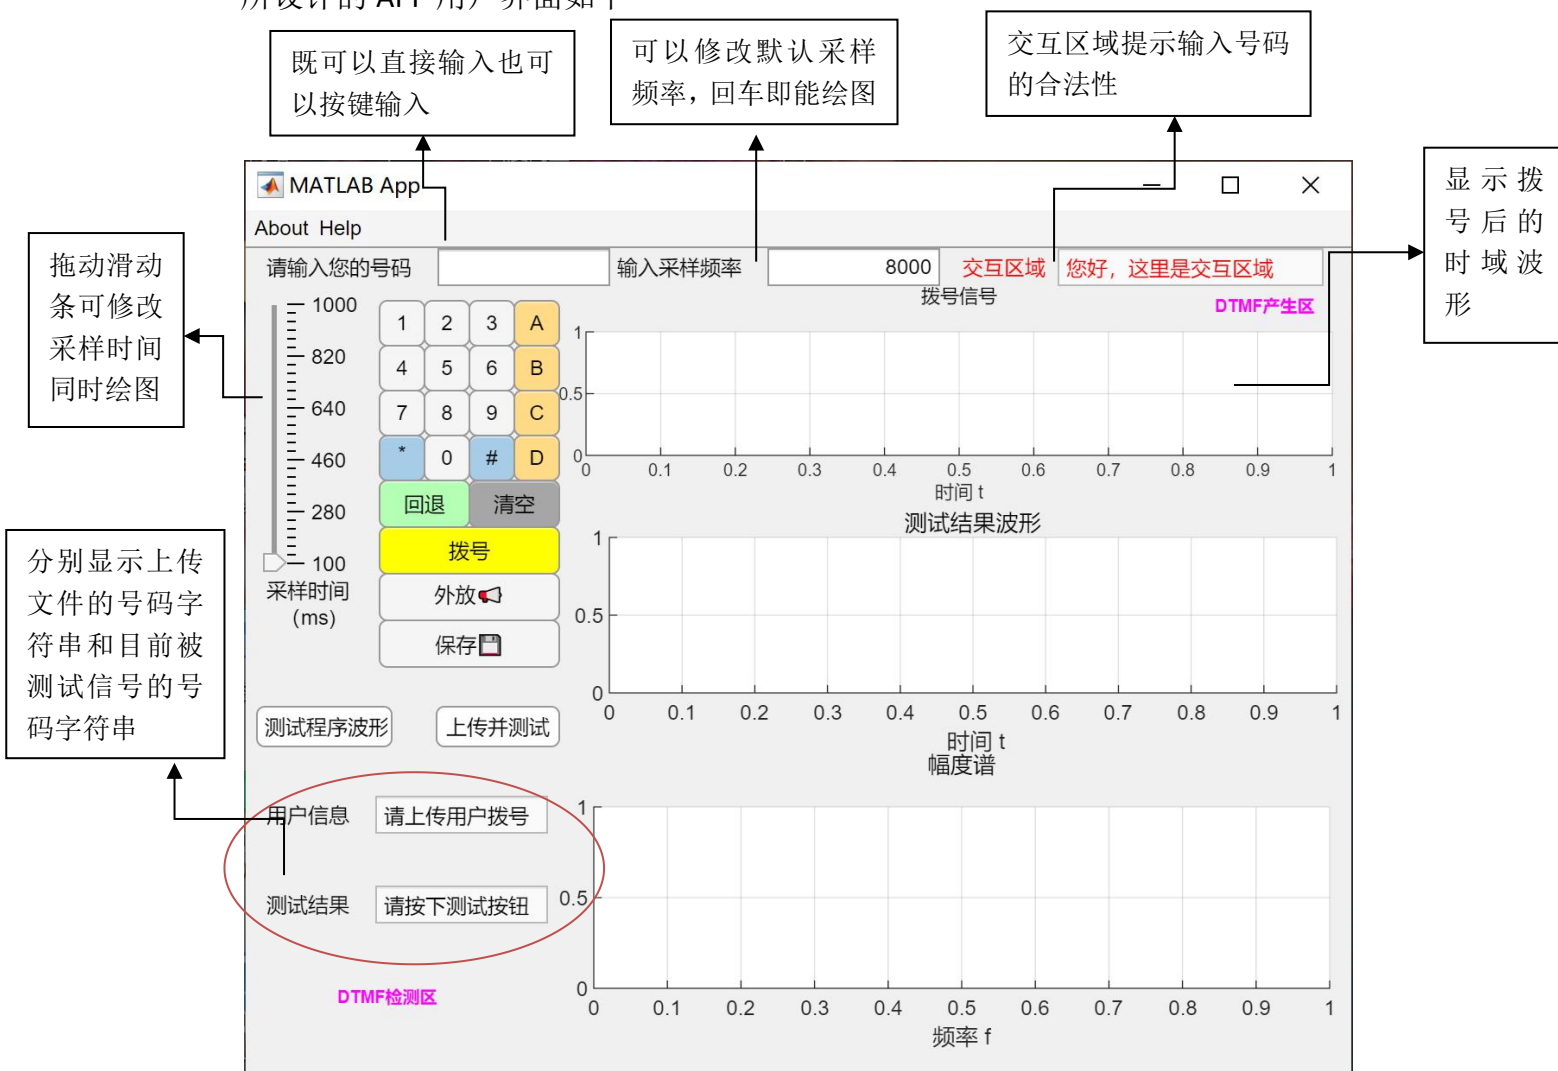 所设计的 APP 用户界面如下
既可以直接输入也可
以按键输入
可以修改默认采样
频率，回车即能绘图
交互区域提示输入号码
的合法性
显示拨
号后的
时域波
形
拖动滑动
条可修改
采样时间
同时绘图
分别显示上传
文件的号码字
符串和目前被
测试信号的号
码字符串
MATLAB App
About Help
请输入您的号码
输入采样频率 8000
交互区域 您好，这里是交互区域
拨号信号
DTMF产生区
1000
820
640
460
280
100
采样时间
(ms)
1 2 3 A
4 5 6 B
7 8 9 C
* 0 # D
回退 清空
拨号
外放
保存
1
0.5
0
0 0.1 0.2 0.3 0.4 0.5 0.6 0.7 0.8 0.9 1
时间 t
测试结果波形
1
0.5
0
0 0.1 0.2 0.3 0.4 0.5 0.6 0.7 0.8 0.9 1
时间 t
测试程序波形 上传并测试
用户信息 请上传用户拨号
测试结果 请按下测试按钮
DTMF检测区
幅度谱
1
0.5
0
0 0.1 0.2 0.3 0.4 0.5 0.6 0.7 0.8 0.9 1
频率 f